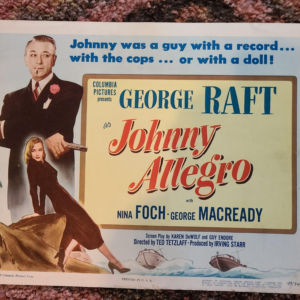 Johnny was a guy with a record...
with the cops...or with a doll!
COLUMBIA
PICTURES
presents
GEORGE RAFT
as
Johnny
Allegro
with
NINA FOCH · GEORGE MACREADY
Screen Play by KAREN DeWOLF and GUY ENDORE
Directed by TED TETZLAFF · Produced by IRVING STARR